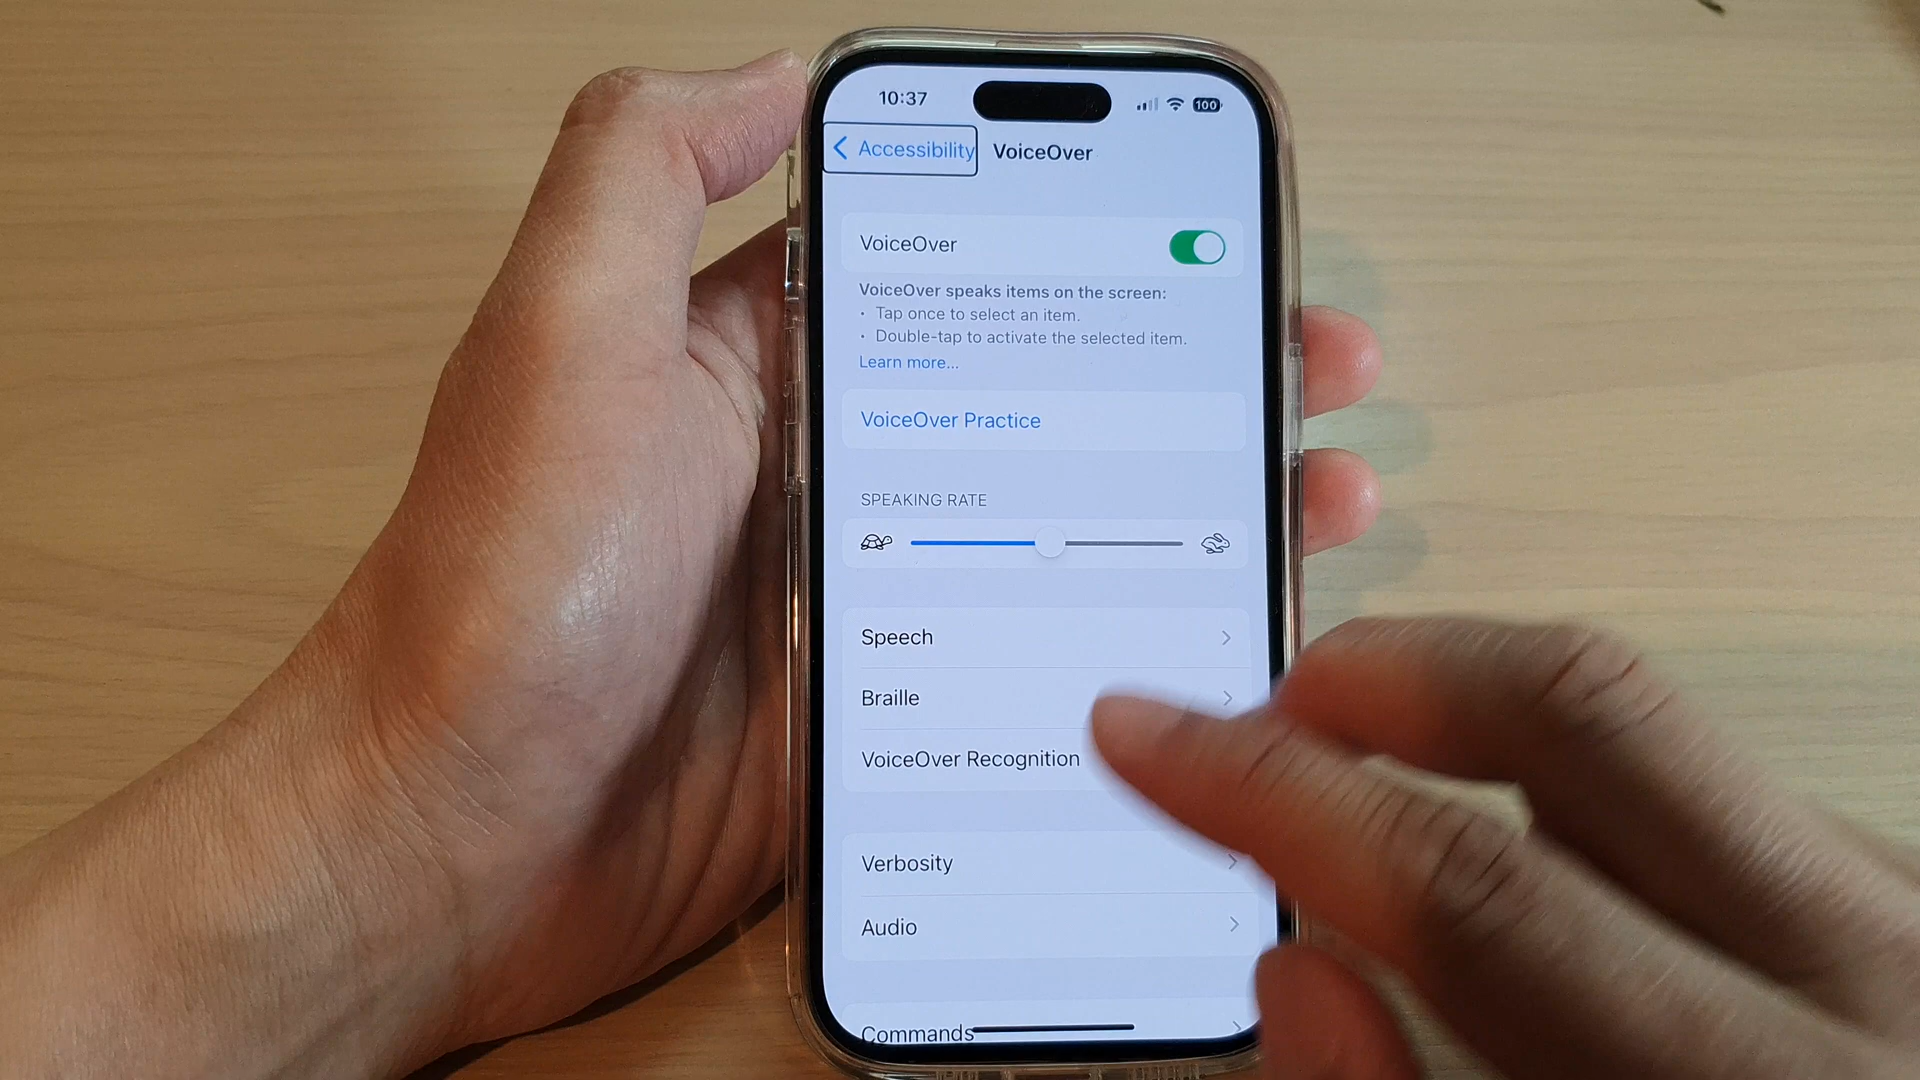 10:37
100
Accessibility
VoiceOver
VoiceOver
VoiceOver speaks items on the screen:
• Tap once to select an item.
• Double-tap to activate the selected item.
Learn more...
VoiceOver Practice
SPEAKING RATE
Speech
Braille
VoiceOver Recognition
Verbosity
Audio
Commands